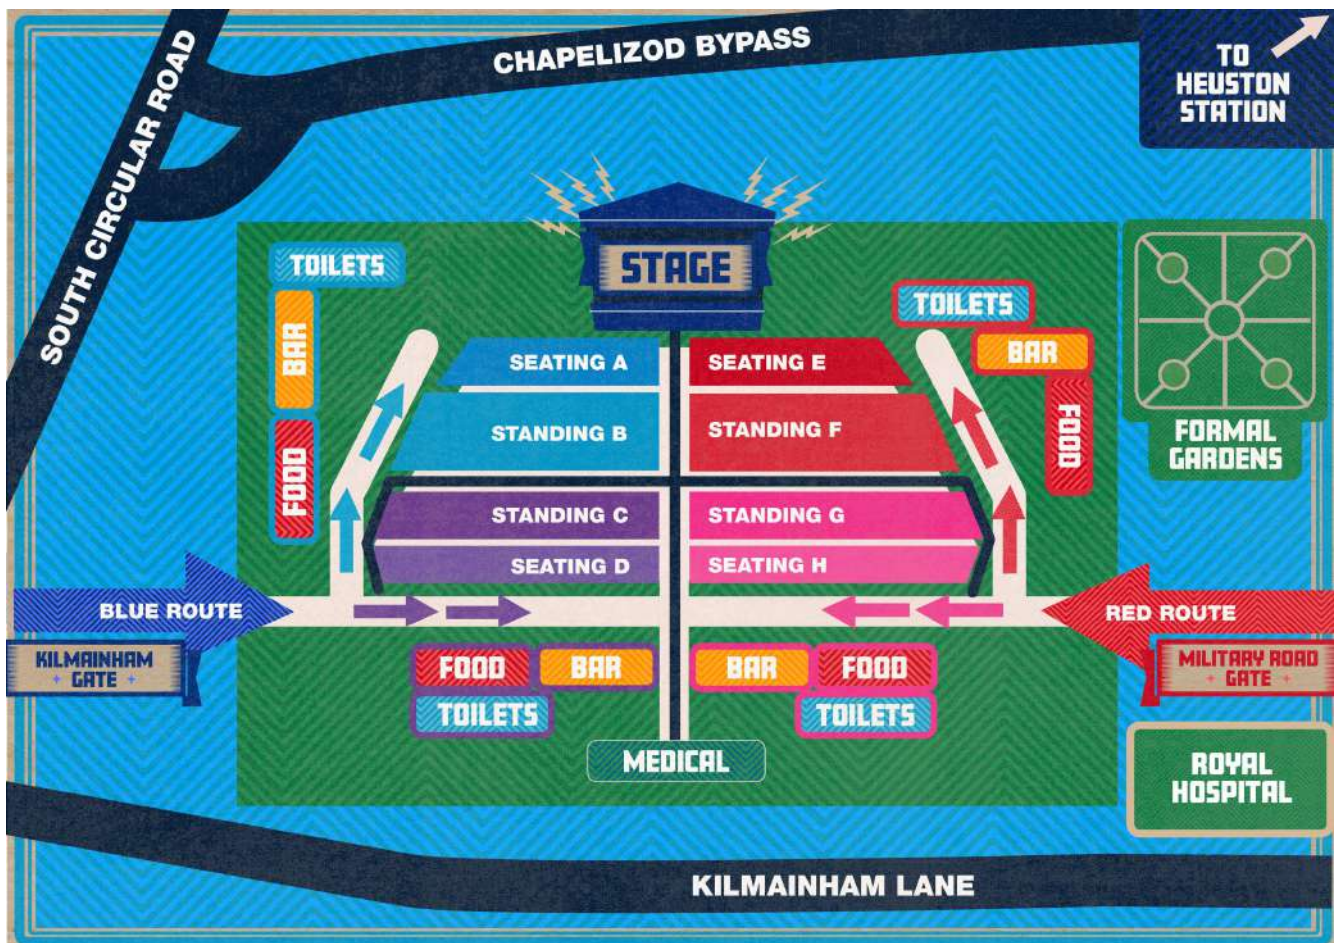 SOUTH CIRCULAR ROAD
CHAPELIZOD BYPASS
TO
HEUSTON
STATION
STAGE
TOILETS
BAR
FOOD
TOILETS
BAR
FOOD
SEATING A
SEATING E
STANDING B
STANDING F
STANDING C
STANDING G
SEATING D
SEATING H
FORMAL
GARDENS
BLUE ROUTE
RED ROUTE
KILMAINHAM
+ GATE +
MILITARY ROAD
+ GATE +
FOOD
BAR
TOILETS
BAR
FOOD
TOILETS
MEDICAL
ROYAL
HOSPITAL
KILMAINHAM LANE